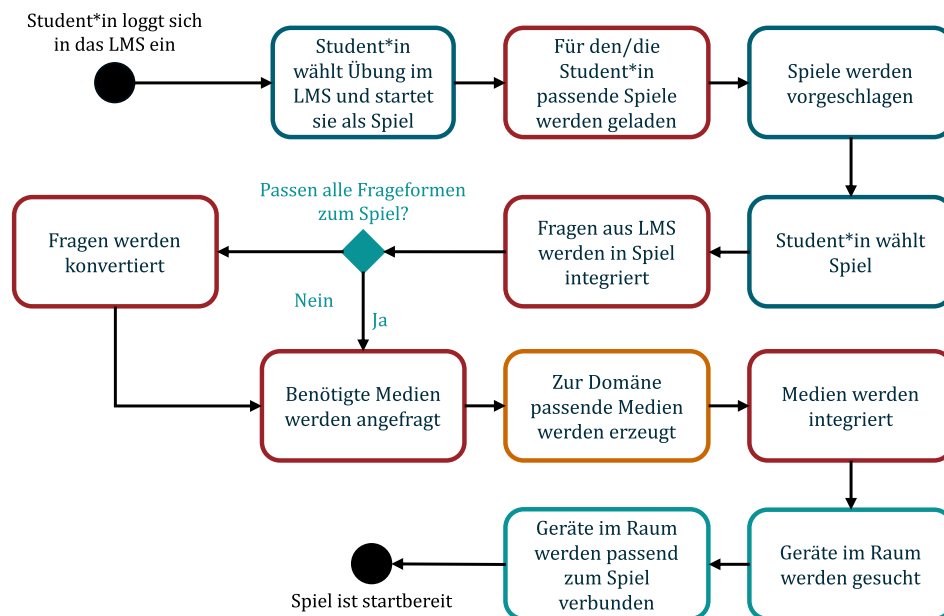 Student*in loggt sich
in das LMS ein
Student*in
wählt Übung im
LMS und startet
sie als Spiel
Für den/die
Student*in
passende Spiele
werden geladen
Spiele werden
vorgeschlagen
Student*in wählt
Spiel
Fragen aus LMS
werden in Spiel
integriert
Passen alle Frageformen
zum Spiel?
Nein
Ja
Fragen werden
konvertiert
Benötigte Medien
werden angefragt
Zur Domäne
passende Medien
werden erzeugt
Medien werden
integriert
Geräte im Raum
werden gesucht
Geräte im Raum
werden passend
zum Spiel
verbunden
Spiel ist startbereit